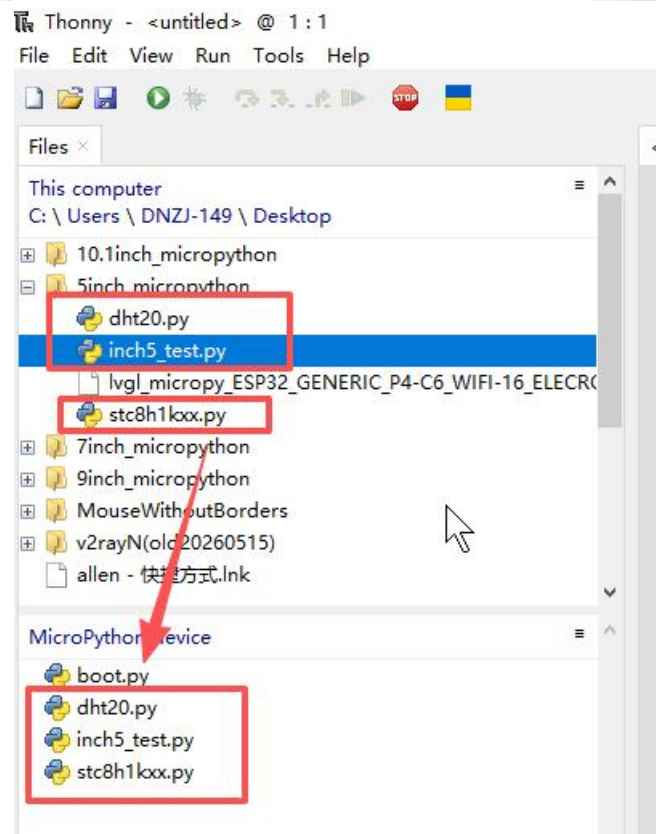 Thonny - <untitled> @ 1:1
File Edit View Run Tools Help
STOP
Files ×
This computer
C: \ Users \ DNZJ-149 \ Desktop
10.1inch_micropython
5inch_micropython
dht20.py
inch5_test.py
lvgl_micropy_ESP32_GENERIC_P4-C6_WIFI-16_ELECRO
stc8h1kxx.py
7inch_micropython
9inch_micropython
MouseWithoutBorders
v2rayN(old20260515)
allen - 快捷方式.lnk
MicroPython device
boot.py
dht20.py
inch5_test.py
stc8h1kxx.py